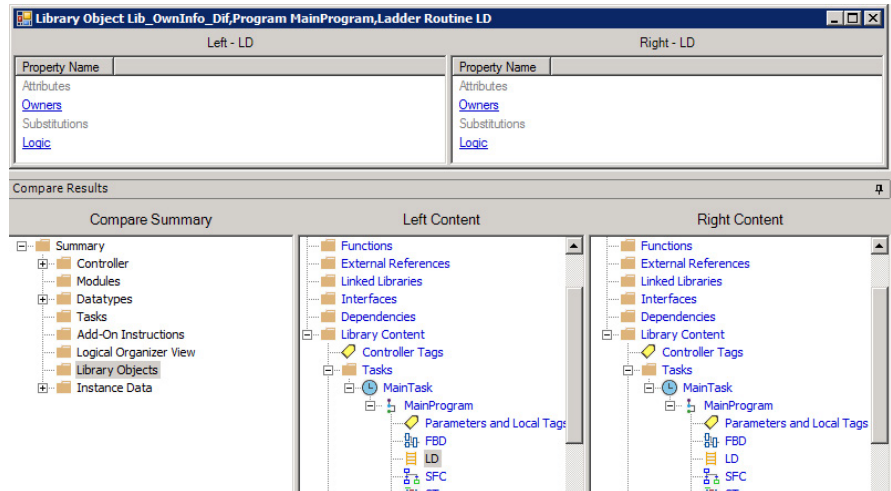 Library Object Lib_OwnInfo_Dif,Program MainProgram,Ladder Routine LD
Left - LD
Right - LD
Property Name
Attributes
Owners
Substitutions
Logic
Property Name
Attributes
Owners
Substitutions
Logic
Compare Results
Compare Summary
Left Content
Right Content
Summary
Controller
Modules
Datatypes
Tasks
Add-On Instructions
Logical Organizer View
Library Objects
Instance Data
Functions
External References
Linked Libraries
Interfaces
Dependencies
Library Content
Controller Tags
Tasks
MainTask
MainProgram
Parameters and Local Tags
FBD
LD
SFC
Functions
External References
Linked Libraries
Interfaces
Dependencies
Library Content
Controller Tags
Tasks
MainTask
MainProgram
Parameters and Local Tags
FBD
LD
SFC